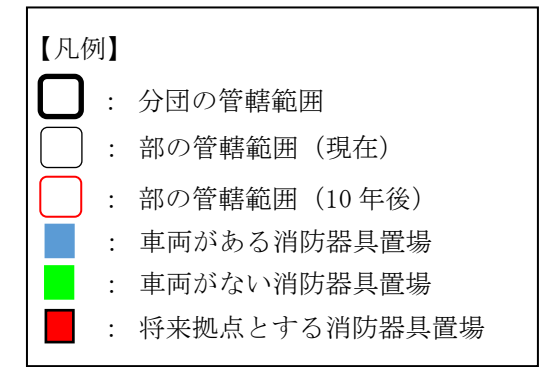 【凡例】
： 分団の管轄範囲
： 部の管轄範囲（現在）
： 部の管轄範囲（10 年後）
： 車両がある消防器具置場
： 車両がない消防器具置場
： 将来拠点とする消防器具置場